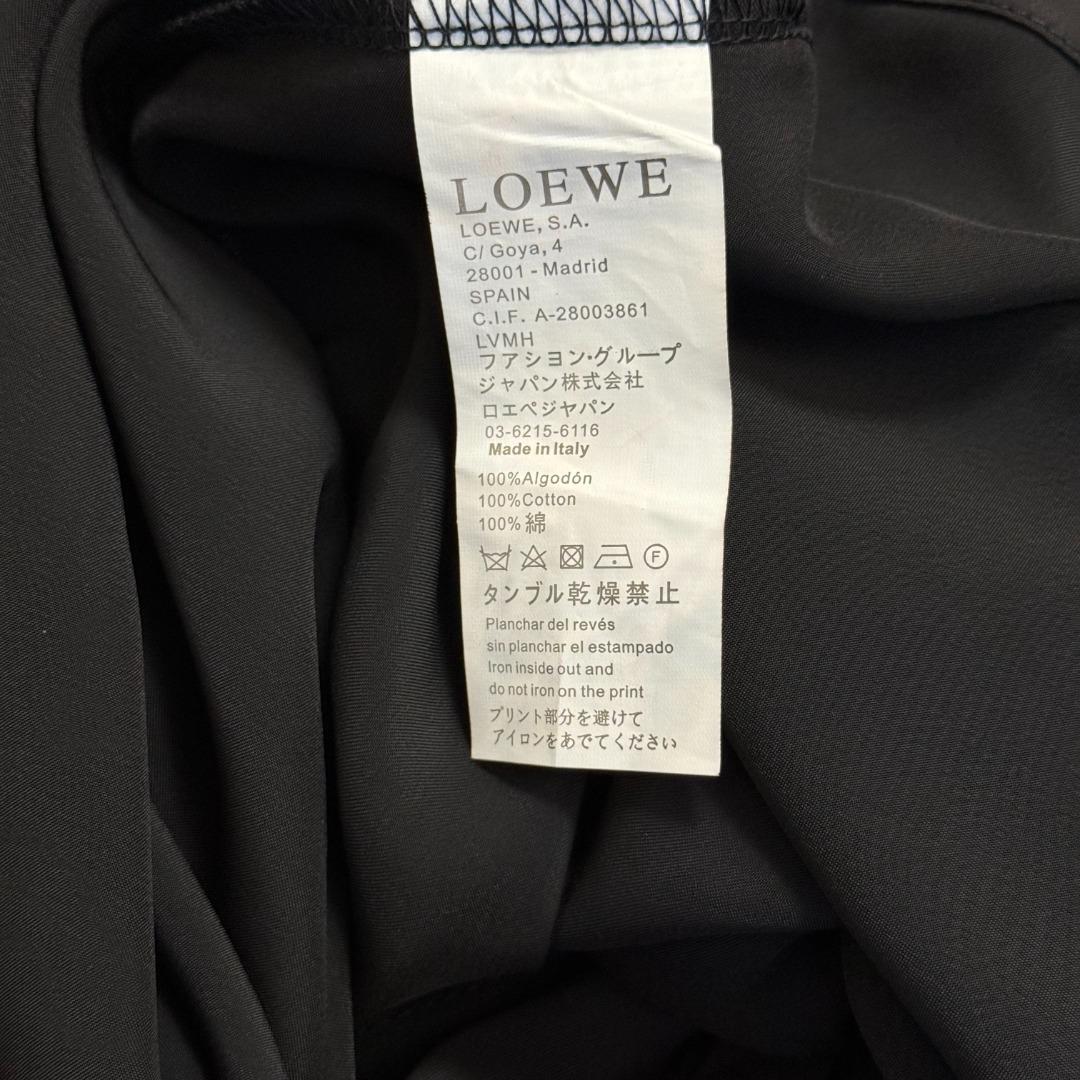 LOEWE
LOEWE, S.A.
C/ Goya, 4
28001 - Madrid
SPAIN
C.I.F. A-28003861
LVMH
フアシヨン・グループ
ジャパン株式会社
ロエペジヤパン
03-6215-6116
Made in Italy
100%Algodón
100%Cotton
100%綿
F
タンブル乾燥禁止
Planchar del revés
sin planchar el estampado
Iron inside out and
do not iron on the print
プリント部分を避けて
アイロンをあでてください